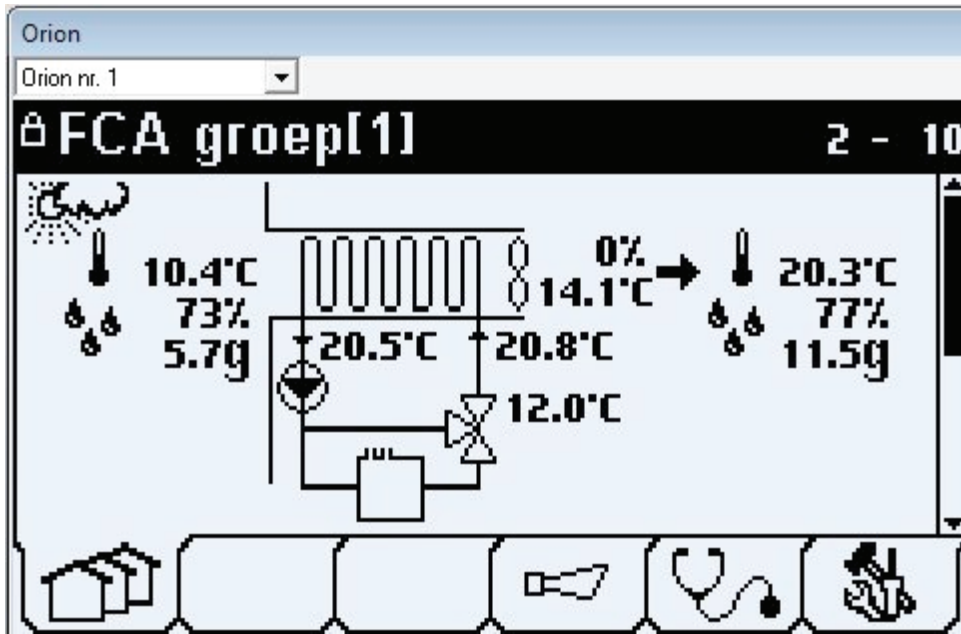 Orion
Orion nr. 1
FCA groep[1] 2 - 10
10.4°C 0% 20.3°C
73% 14.1°C 77%
5.7g 20.5°C 20.8°C 11.5g
12.0°C